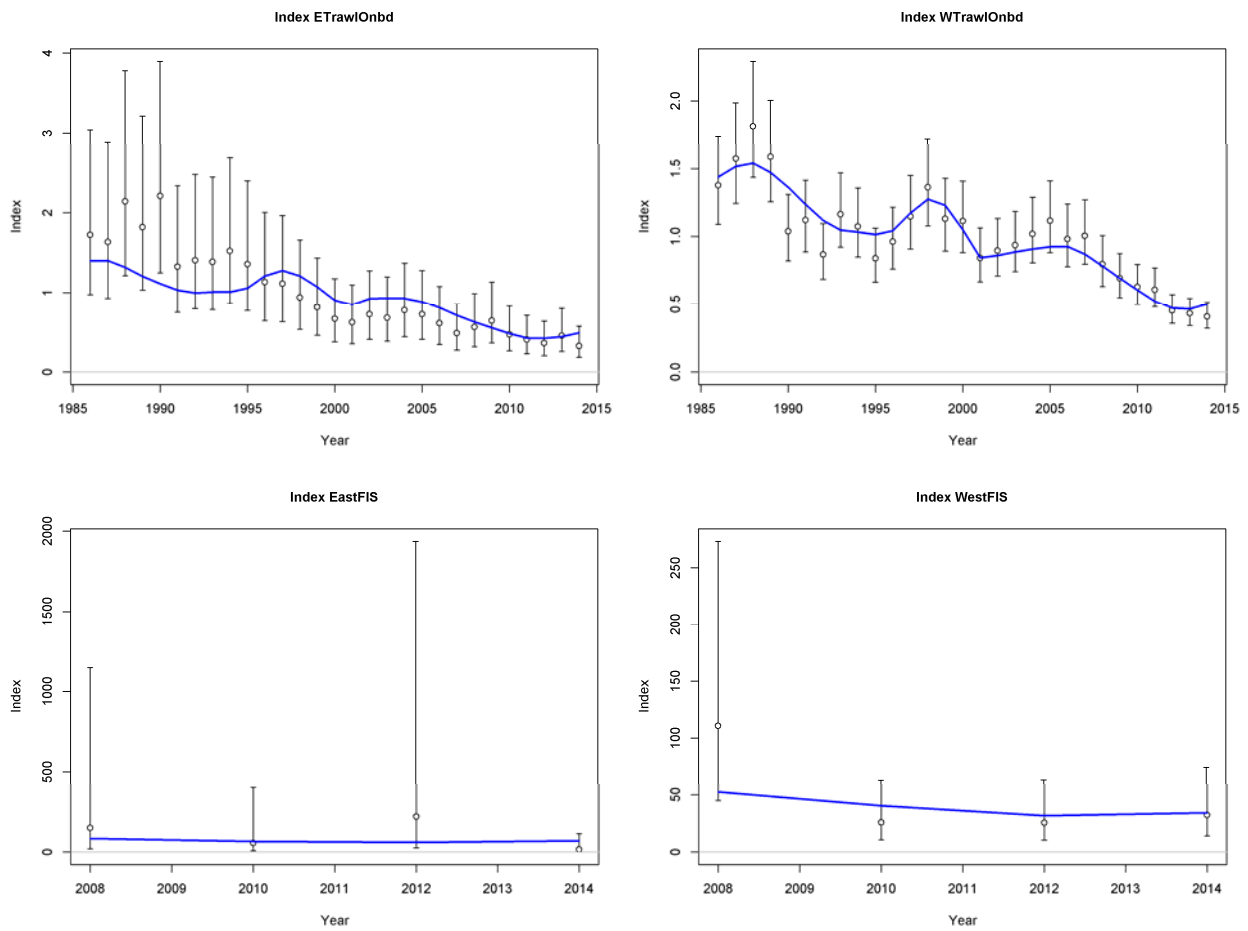 Index ETrawlOnbd
Index WTrawlOnbd
4
3
2
1
0
Index
1985 1990 1995 2000 2005 2010 2015
Year
2.0
1.5
1.0
0.5
0.0
Index
1985 1990 1995 2000 2005 2010 2015
Year
Index EastFIS
Index WestFIS
2000
1500
1000
500
0
Index
2008 2009 2010 2011 2012 2013 2014
Year
250
200
150
100
50
0
Index
2008 2009 2010 2011 2012 2013 2014
Year